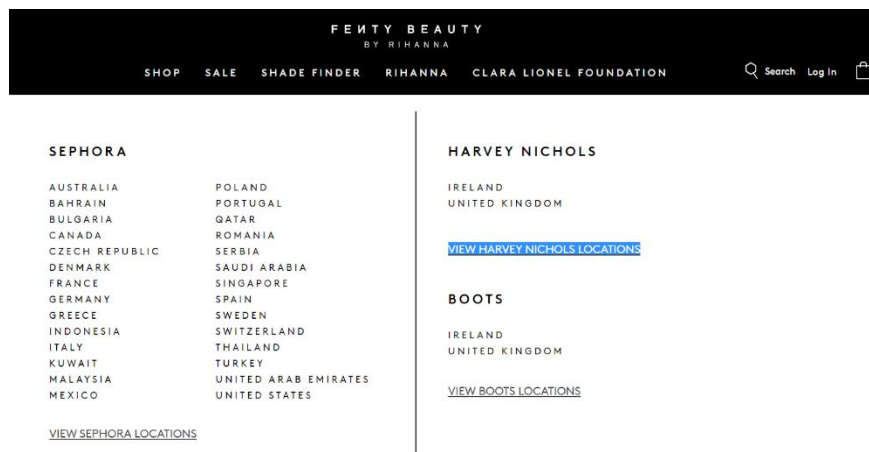 FEИTY BEAUTY
BY RIHANNA
SHOP SALE SHADE FINDER RIHANNA CLARA LIONEL FOUNDATION Search Log In
SEPHORA
AUSTRALIA
BAHRAIN
BULGARIA
CANADA
CZECH REPUBLIC
DENMARK
FRANCE
GERMANY
GREECE
INDONESIA
ITALY
KUWAIT
MALAYSIA
MEXICO
POLAND
PORTUGAL
QATAR
ROMANIA
SERBIA
SAUDI ARABIA
SINGAPORE
SPAIN
SWEDEN
SWITZERLAND
THAILAND
TURKEY
UNITED ARAB EMIRATES
UNITED STATES
VIEW SEPHORA LOCATIONS
HARVEY NICHOLS
IRELAND
UNITED KINGDOM
VIEW HARVEY NICHOLS LOCATIONS
BOOTS
IRELAND
UNITED KINGDOM
VIEW BOOTS LOCATIONS